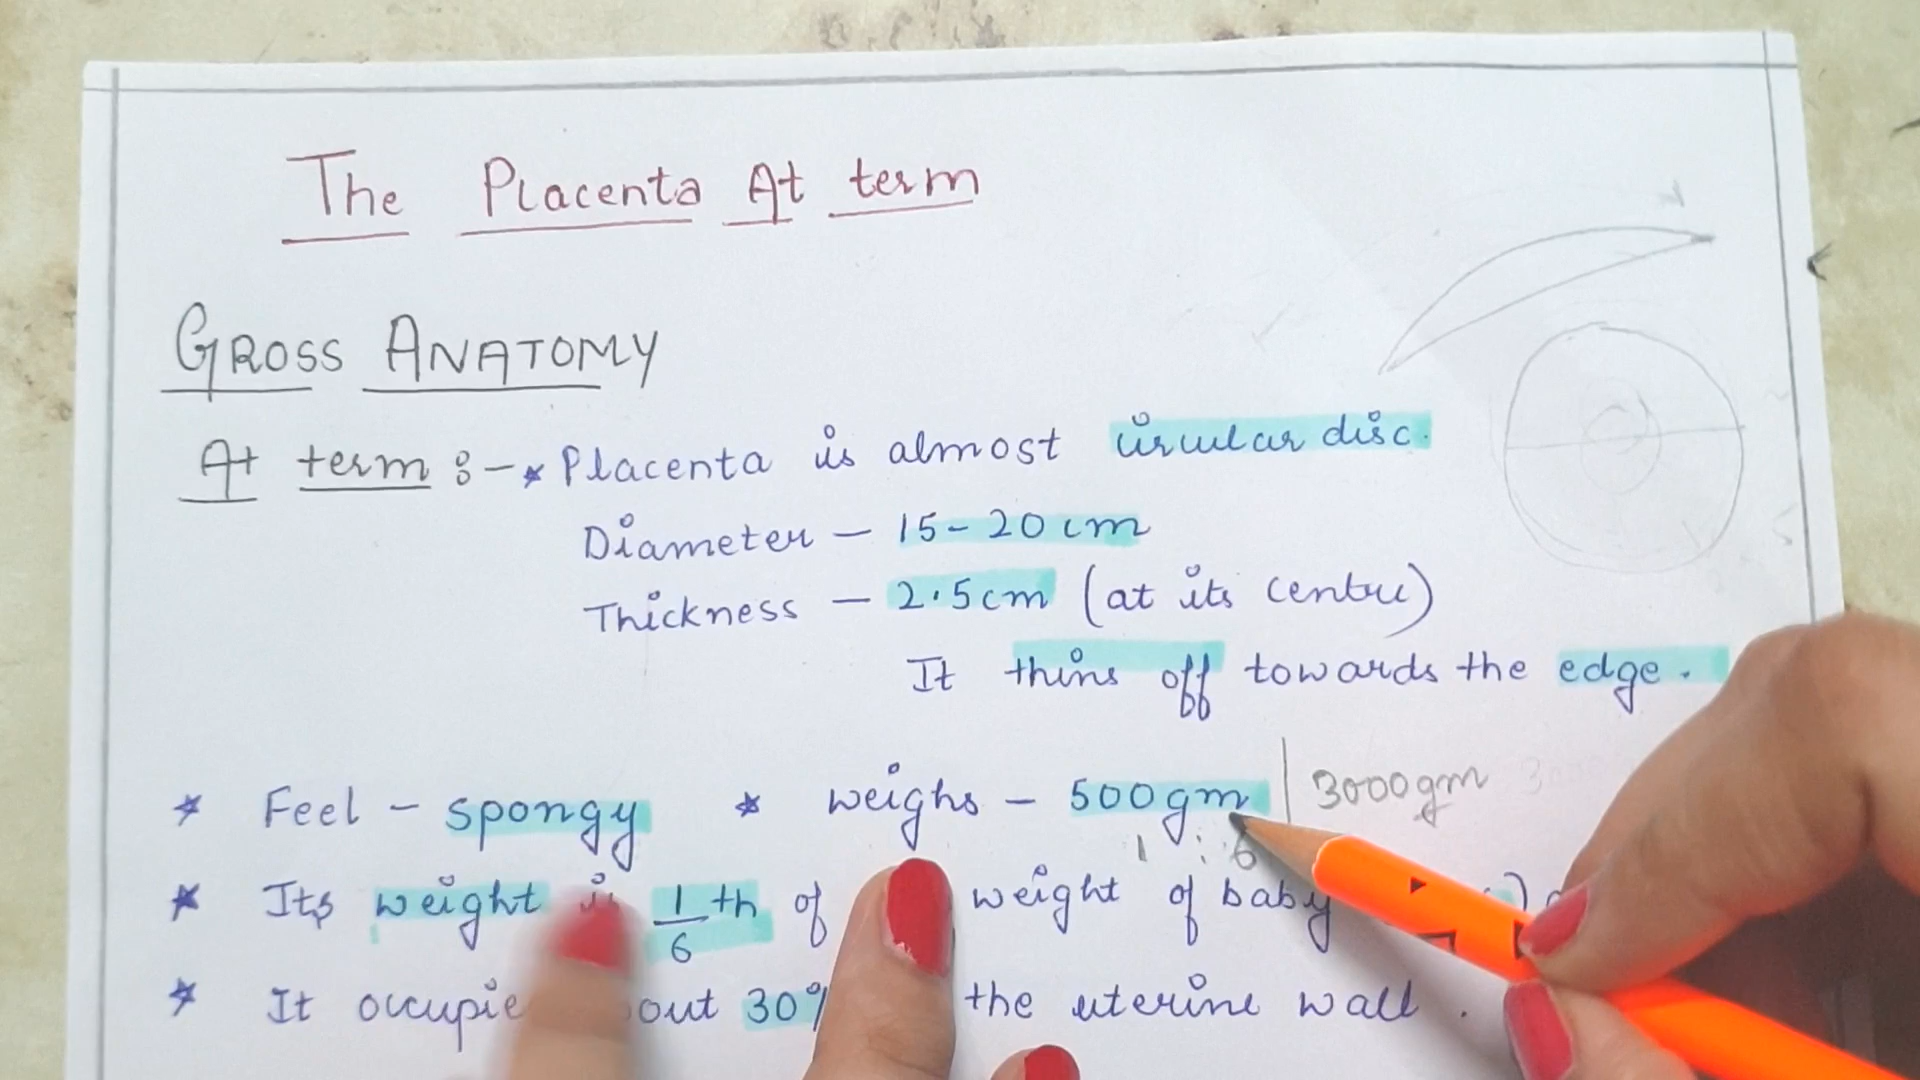 The Placenta At term
GROSS ANATOMY
At term :- * Placenta is almost circular disc.
Diameter — 15-20 cm
Thickness — 2.5cm (at its centre)
It thins off towards the edge.
* Feel - spongy * weighs - 500gm | 3000gm
1 : 6
* Its weight is 1/6 th of weight of baby
* It 30% the uterine wall.